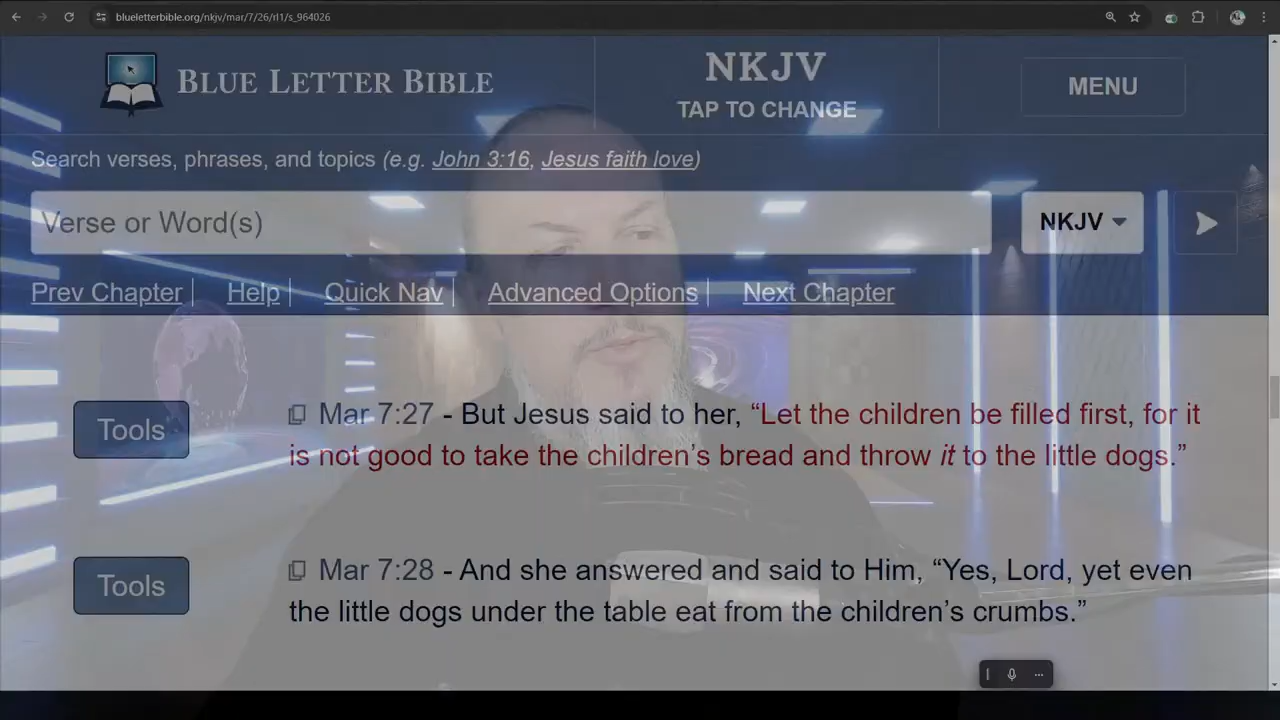 blueletterbible.org/nkjv/mar/7/26/rl1/s_964026
BLUE LETTER BIBLE
NKJV
TAP TO CHANGE
MENU
Search verses, phrases, and topics (e.g. John 3:16, Jesus faith love)
Verse or Word(s)
NKJV
Prev Chapter | Help | Quick Nav | Advanced Options | Next Chapter
Tools
Mar 7:27 - But Jesus said to her, “Let the children be filled first, for it
is not good to take the children’s bread and throw it to the little dogs.”
Tools
Mar 7:28 - And she answered and said to Him, “Yes, Lord, yet even
the little dogs under the table eat from the children’s crumbs.”